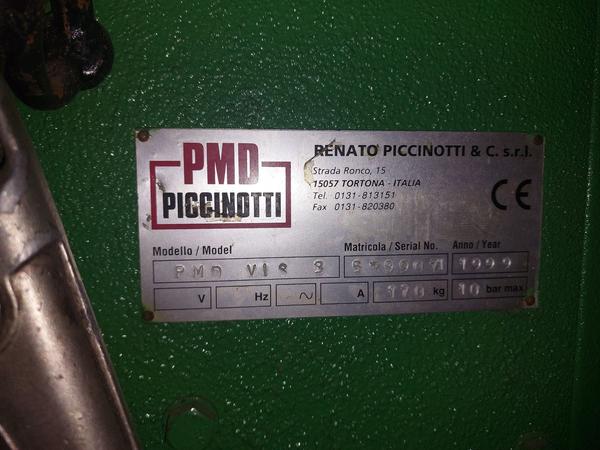 PMD
PICCINOTTI
RENATO PICCINOTTI & C. s.r.l.
Strada Ronco, 15
15057 TORTONA - ITALIA
Tel. 0131-813151
Fax 0131-820380
CE
Modello / Model Matricola / Serial No. Anno / Year
PMD VIS 1999
V Hz ~ A 170 kg 10 bar max